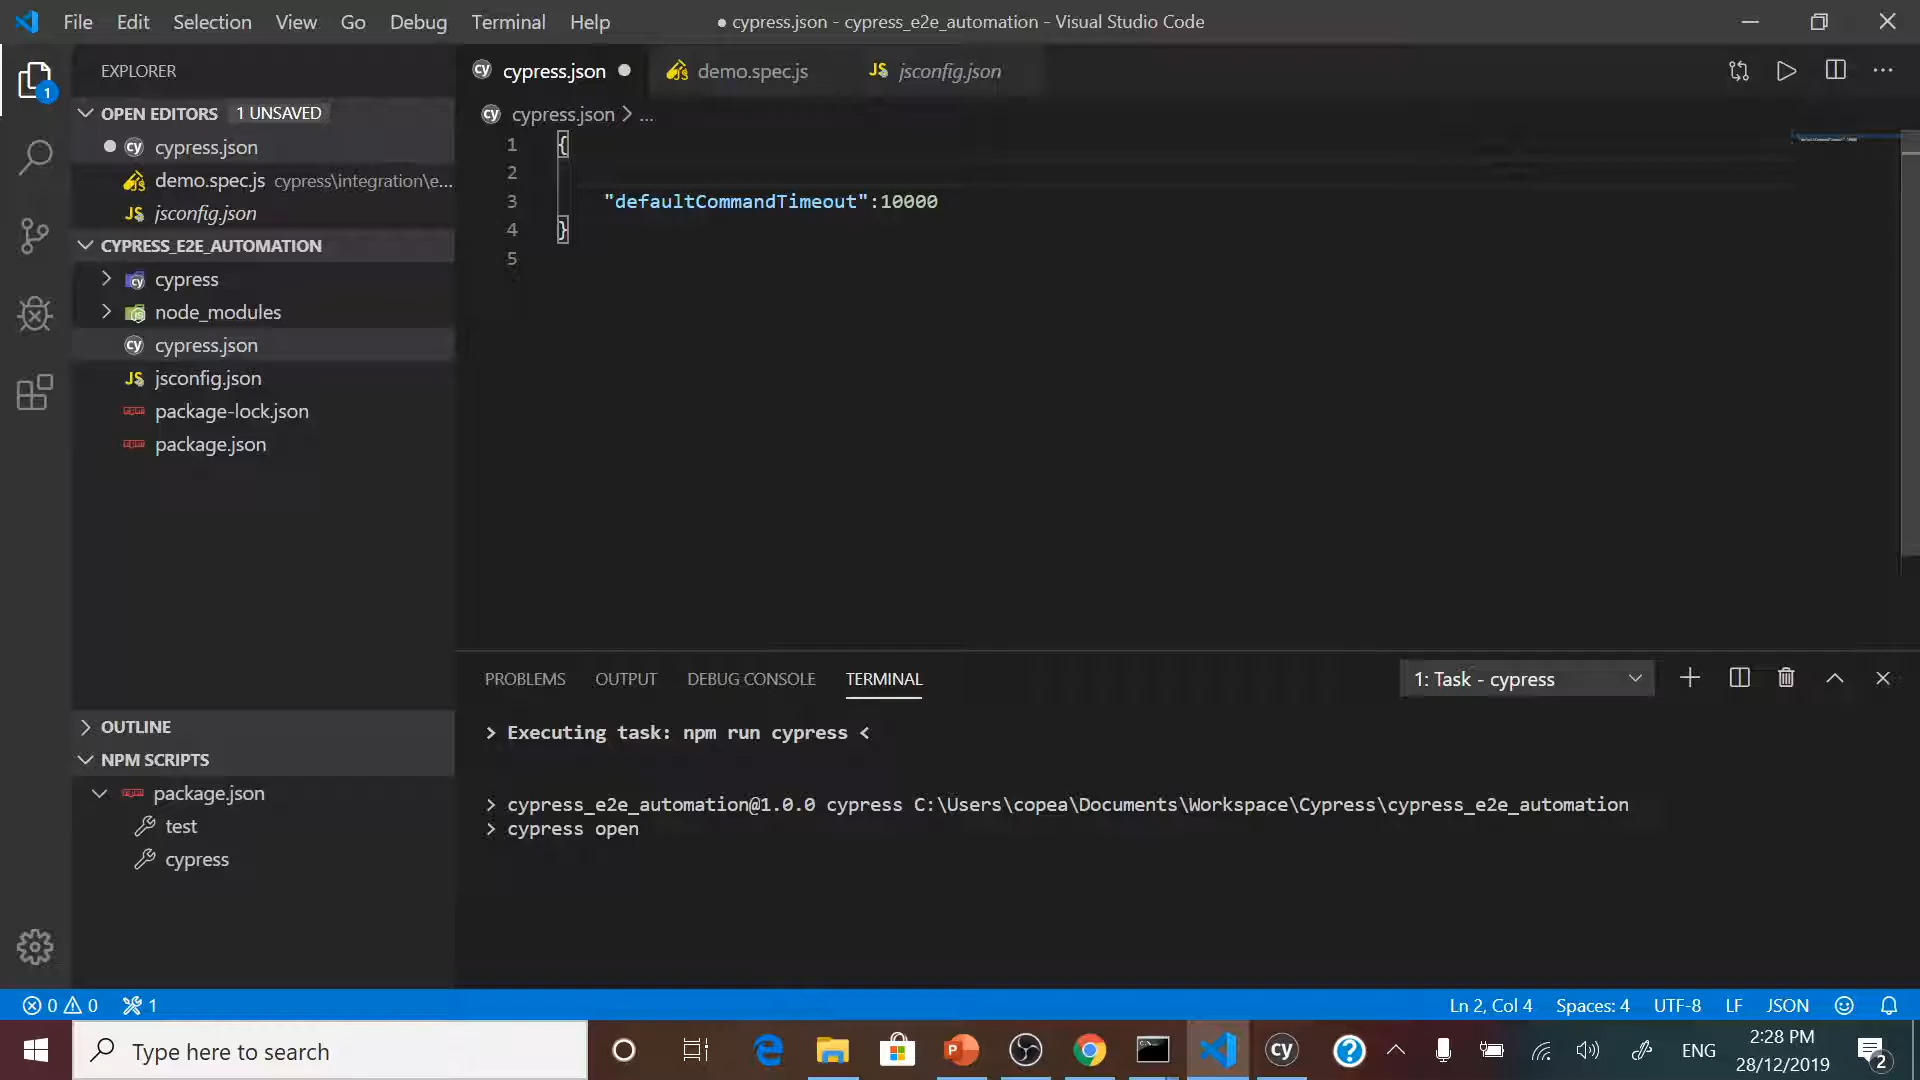 File Edit Selection View Go Debug Terminal Help
● cypress.json - cypress_e2e_automation - Visual Studio Code
EXPLORER
OPEN EDITORS 1 UNSAVED
cypress.json
demo.spec.js cypress\integration\e...
jsconfig.json
CYPRESS_E2E_AUTOMATION
cypress
node_modules
cypress.json
jsconfig.json
package-lock.json
package.json
OUTLINE
NPM SCRIPTS
package.json
test
cypress
1
cypress.json demo.spec.js jsconfig.json
cypress.json > ...
1 {
2
3 "defaultCommandTimeout":10000
4 }
5
PROBLEMS OUTPUT DEBUG CONSOLE TERMINAL
1: Task - cypress
> Executing task: npm run cypress <
> cypress_e2e_automation@1.0.0 cypress C:\Users\copea\Documents\Workspace\Cypress\cypress_e2e_automation
> cypress open
0 0 1
Ln 2, Col 4 Spaces: 4 UTF-8 LF JSON
Type here to search
ENG
2:28 PM
28/12/2019
2